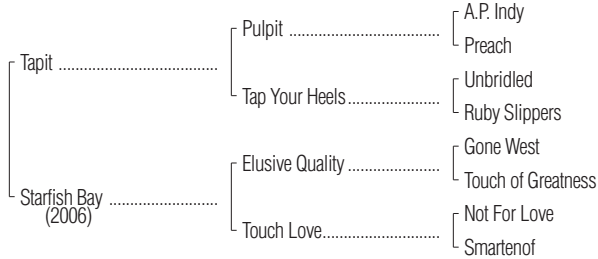 A.P. Indy
Pulpit ..............................
Preach
Tapit ................................
Unbridled
Tap Your Heels...................
Ruby Slippers
Gone West
Elusive Quality ...................
Touch of Greatness
Starfish Bay ......................
(2006)
Not For Love
Touch Love........................
Smartenof